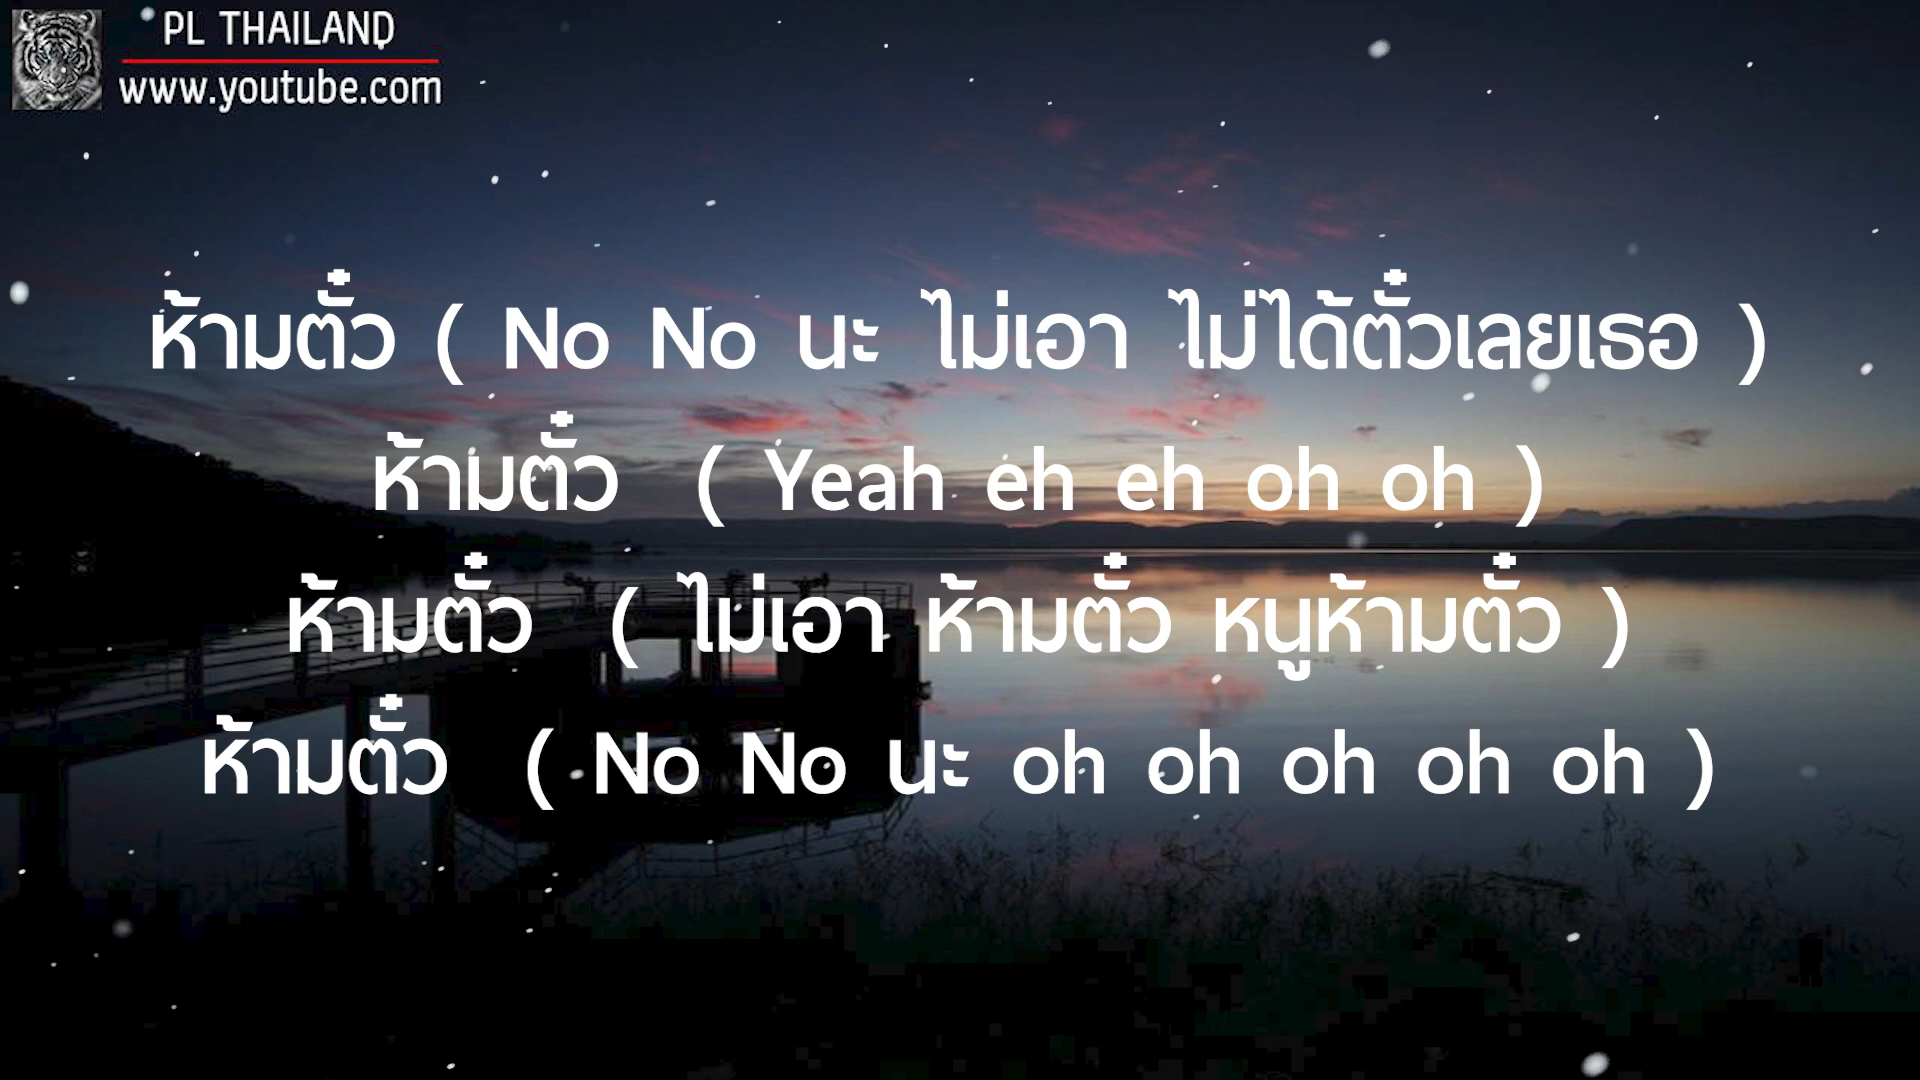 PL THAILAND
www.youtube.com
ห้ามตั๋ว ( No No นะ ไม่เอา ไม่ได้ตั๋วเลยเธอ )
ห้ามตั๋ว ( Yeah eh eh oh oh )
ห้ามตั๋ว ( ไม่เอา ห้ามตั๋ว หนูห้ามตั๋ว )
ห้ามตั๋ว ( No No นะ oh oh oh oh oh )